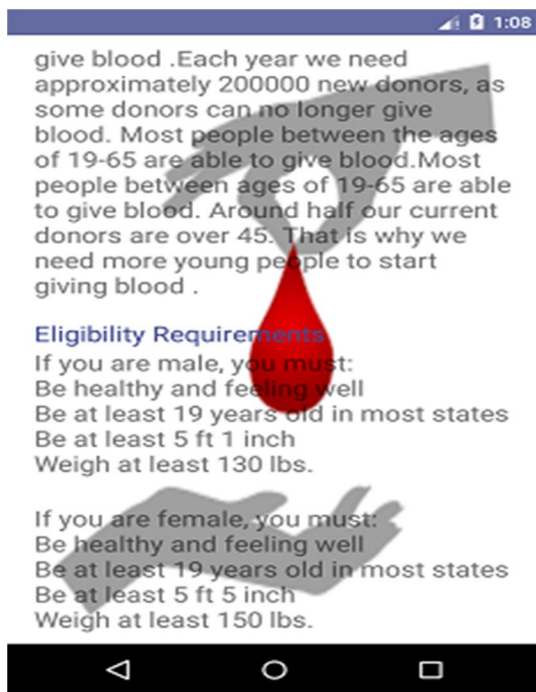 1:08
give blood .Each year we need
approximately 200000 new donors, as
some donors can no longer give
blood. Most people between the ages
of 19-65 are able to give blood.Most
people between ages of 19-65 are able
to give blood. Around half our current
donors are over 45. That is why we
need more young people to start
giving blood .
Eligibility Requirements
If you are male, you must:
Be healthy and feeling well
Be at least 19 years old in most states
Be at least 5 ft 1 inch
Weigh at least 130 lbs.
If you are female, you must:
Be healthy and feeling well
Be at least 19 years old in most states
Be at least 5 ft 5 inch
Weigh at least 150 lbs.